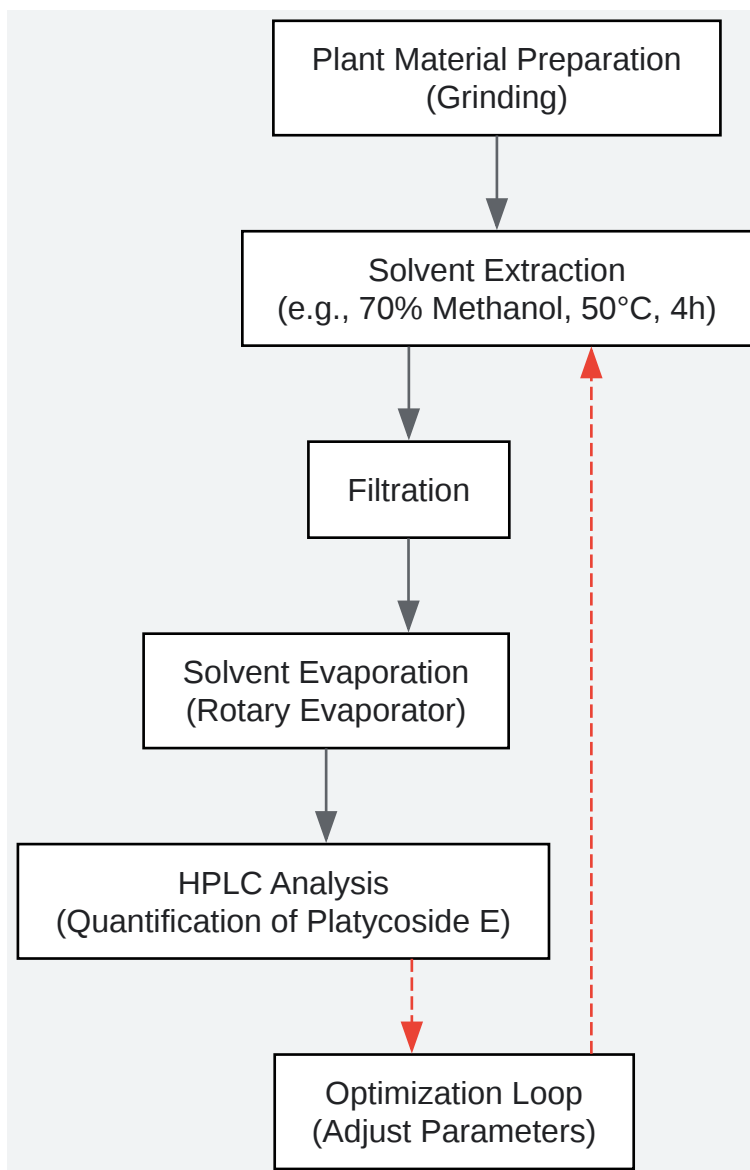 Plant Material Preparation
(Grinding)
Solvent Extraction
(e.g., 70% Methanol, 50°C, 4h)
Filtration
Solvent Evaporation
(Rotary Evaporator)
HPLC Analysis
(Quantification of Platycoside E)
Optimization Loop
(Adjust Parameters)